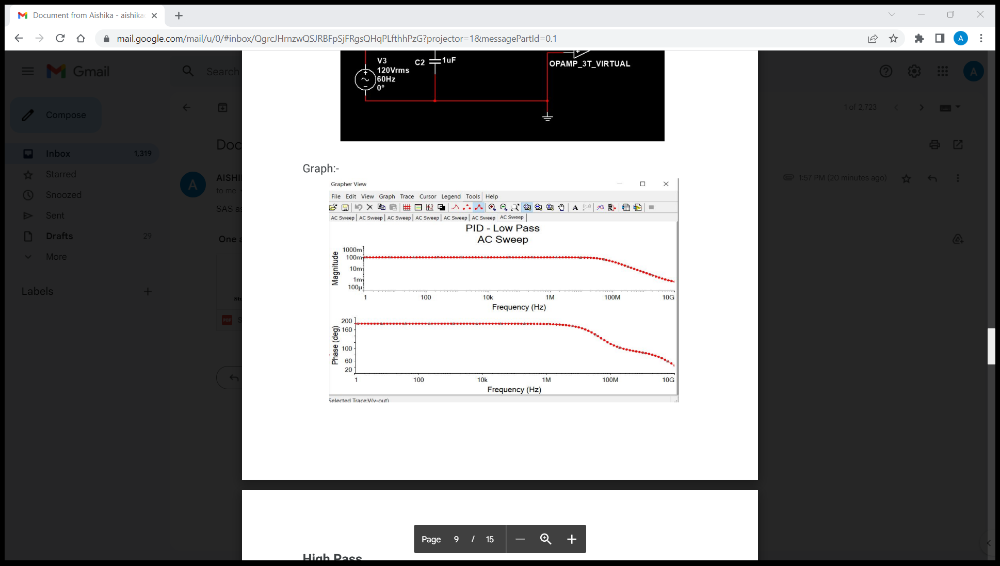 Document from Aishika - aishika
mail.google.com/mail/u/0/#inbox/QgrcJHrnzwQSJRBFpSjFRgsQHqPLfthhPzG?projector=1&messagePartId=0.1
A
Gmail
Search
A
Compose
1 of 2,723
Inbox 1,319
Starred
Snoozed
Sent
Drafts 29
More
Labels
Doc
A
AISHI
to me
1:57 PM (20 minutes ago)
SAS as
One a
PDF
V3
120Vrms
60Hz
0°
C2
1uF
OPAMP_3T_VIRTUAL
Graph:-
Grapher View
File Edit View Graph Trace Cursor Legend Tools Help
AC Sweep AC Sweep AC Sweep AC Sweep AC Sweep AC Sweep AC Sweep
PID - Low Pass
AC Sweep
Magnitude
1000m
100m
10m
1m
100µ
1 100 10k 1M 100M 10G
Frequency (Hz)
Phase (deg)
200
160
100
60
20
1 100 10k 1M 100M 10G
Frequency (Hz)
Selected Trace:V(v-out)
Page 9 / 15
High Pass